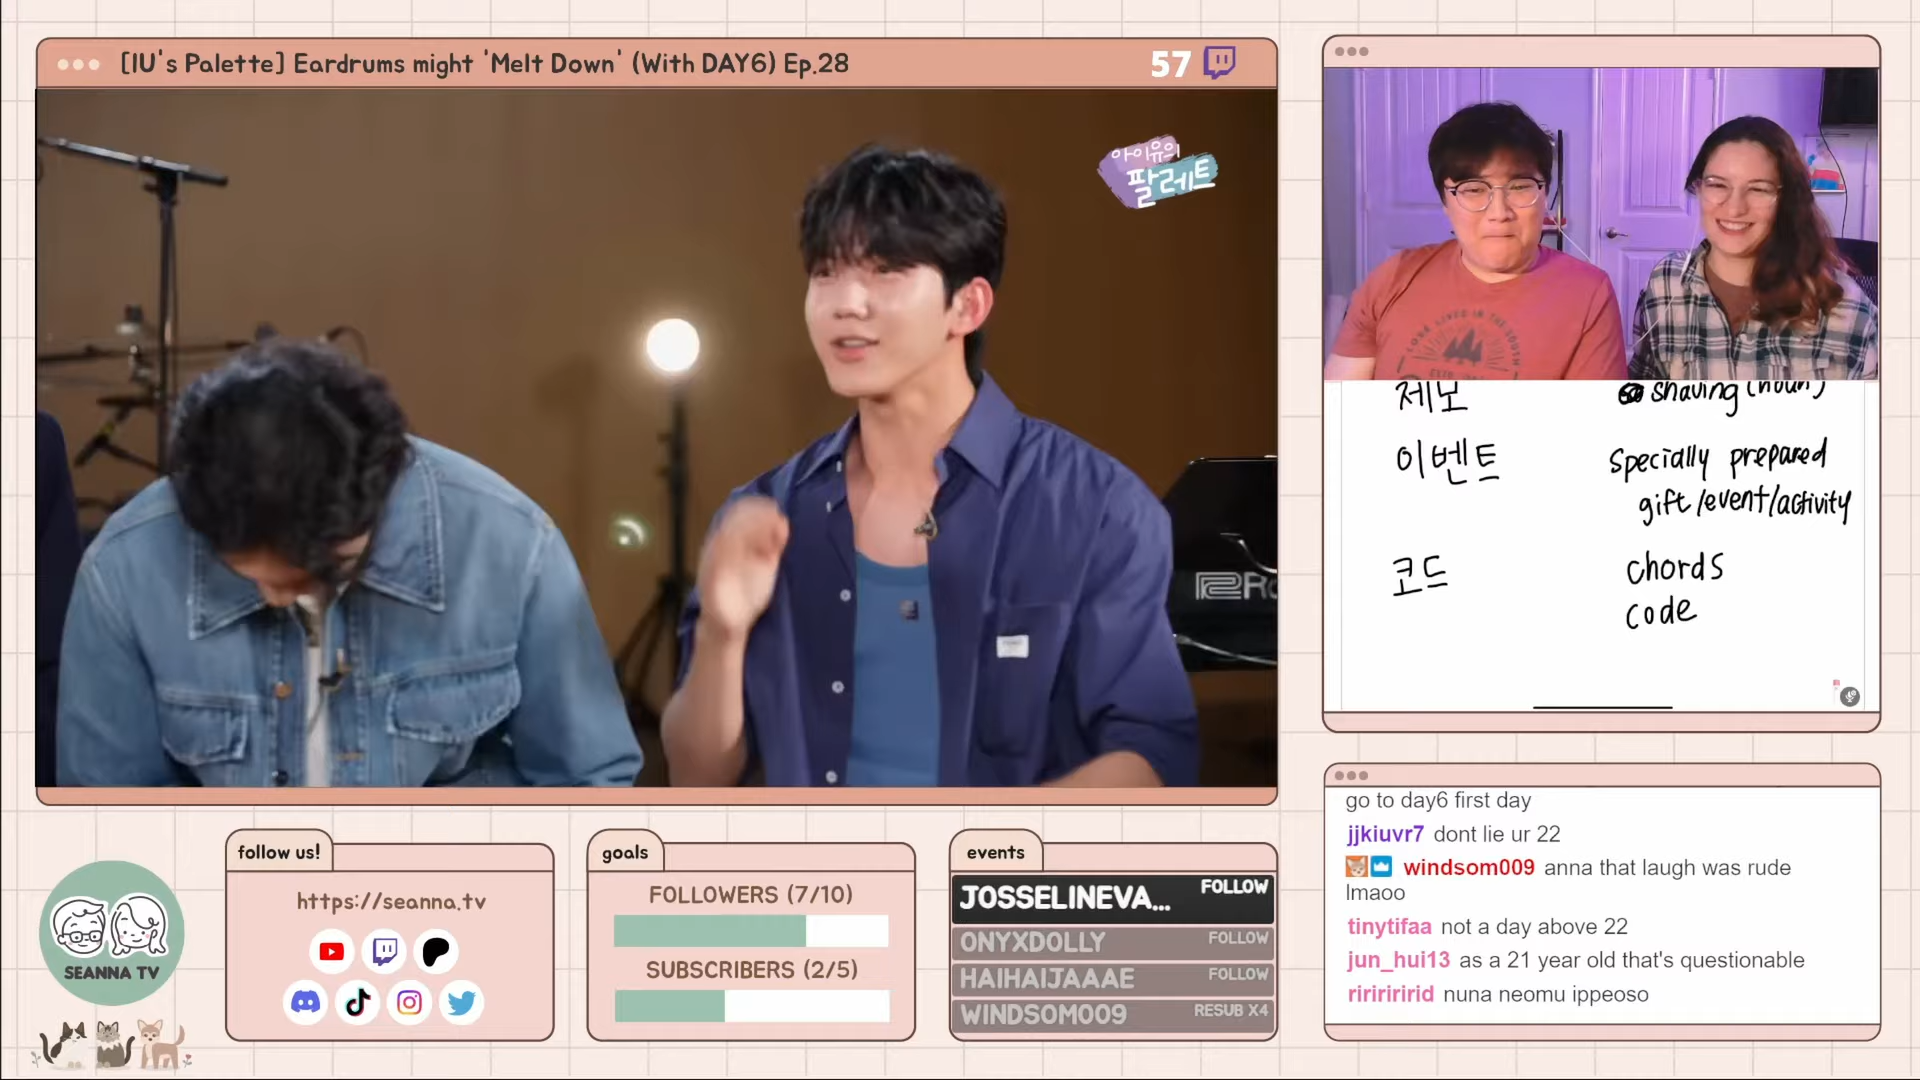 [IU's Palette] Eardrums might 'Melt Down' (With DAY6) Ep.28
57
아이유의
팔레트
제보
shaving (noun)
이벤트
specially prepared
gift/event/activity
코드
chords
code
go to day6 first day
jjkiuvr7 dont lie ur 22
windsom009 anna that laugh was rude
lmaoo
tinytifaa not a day above 22
jun_hui13 as a 21 year old that's questionable
riririririd nuna neomu ippeoso
SEANNA TV
follow us!
https://seanna.tv
goals
FOLLOWERS (7/10)
SUBSCRIBERS (2/5)
events
JOSSELINEVA... FOLLOW
ONYXDOLLY FOLLOW
HAIHAIJAAAE FOLLOW
WINDSOM009 RESUB X4